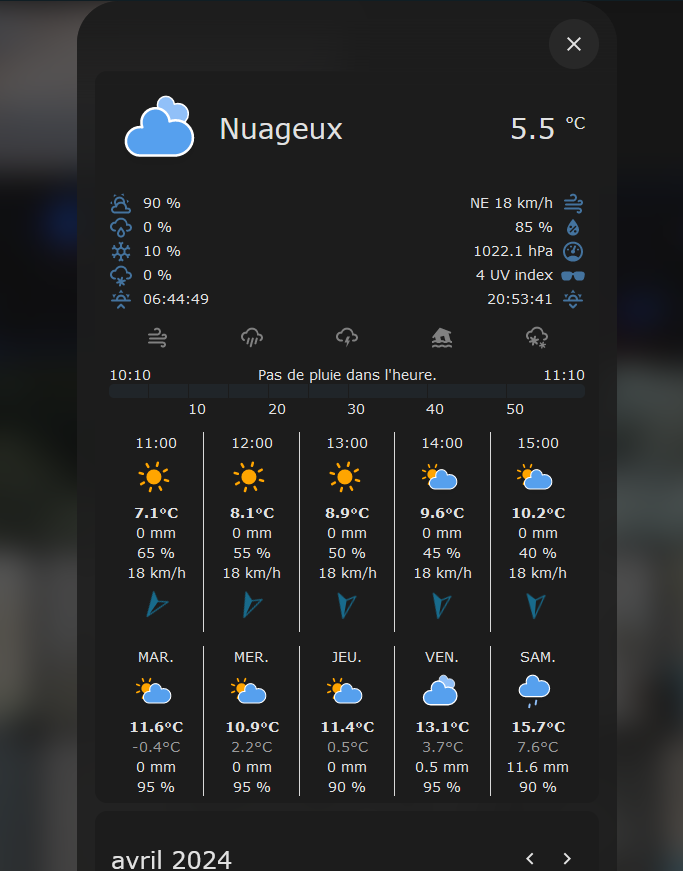 Nuageux 5.5 °C
90 % NE 18 km/h
0 % 85 %
10 % 1022.1 hPa
0 % 4 UV index
06:44:49 20:53:41
10:10 Pas de pluie dans l'heure. 11:10
10 20 30 40 50
11:00 12:00 13:00 14:00 15:00
7.1°C 8.1°C 8.9°C 9.6°C 10.2°C
0 mm 0 mm 0 mm 0 mm 0 mm
65 % 55 % 50 % 45 % 40 %
18 km/h 18 km/h 18 km/h 18 km/h 18 km/h
MAR. MER. JEU. VEN. SAM.
11.6°C 10.9°C 11.4°C 13.1°C 15.7°C
-0.4°C 2.2°C 0.5°C 3.7°C 7.6°C
0 mm 0 mm 0 mm 0.5 mm 11.6 mm
95 % 95 % 90 % 95 % 90 %
avril 2024